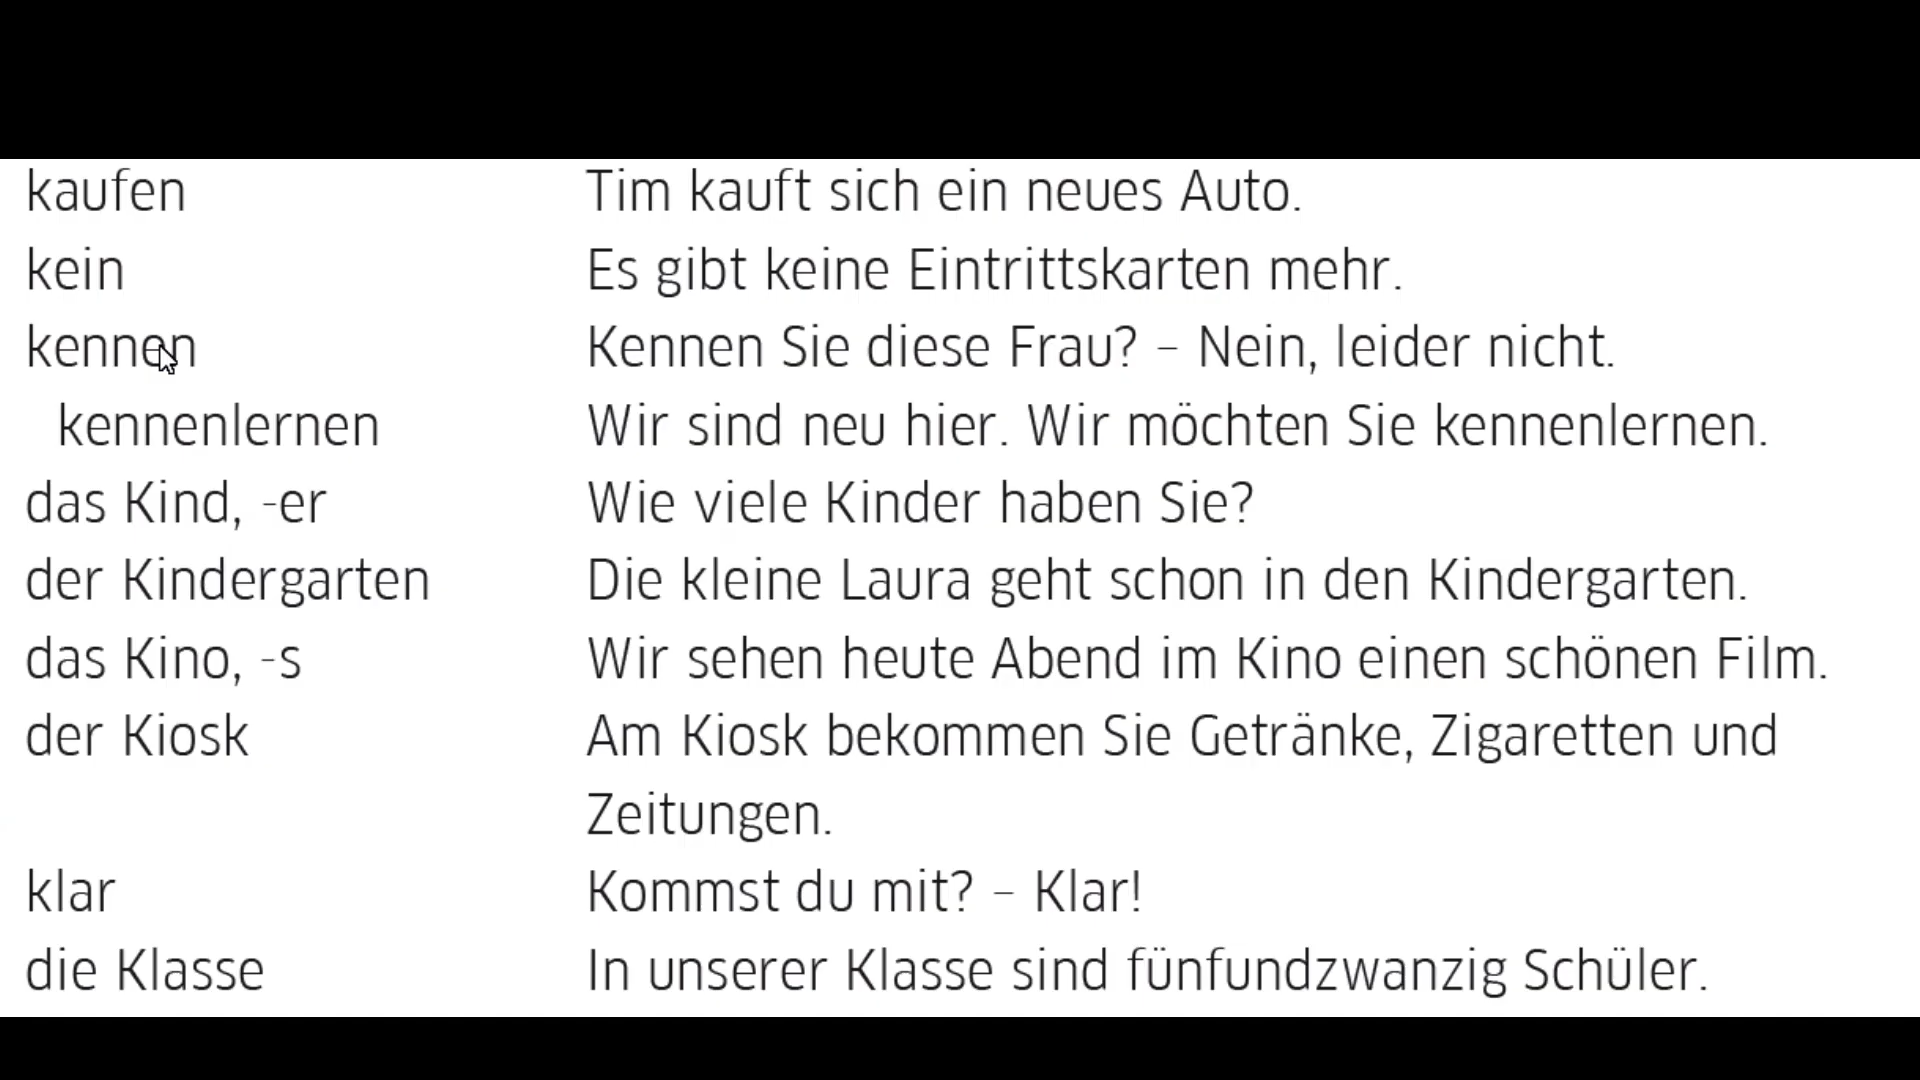 kaufen Tim kauft sich ein neues Auto.
kein Es gibt keine Eintrittskarten mehr.
kennen Kennen Sie diese Frau? – Nein, leider nicht.
kennenlernen Wir sind neu hier. Wir möchten Sie kennenlernen.
das Kind, -er Wie viele Kinder haben Sie?
der Kindergarten Die kleine Laura geht schon in den Kindergarten.
das Kino, -s Wir sehen heute Abend im Kino einen schönen Film.
der Kiosk Am Kiosk bekommen Sie Getränke, Zigaretten und
Zeitungen.
klar Kommst du mit? – Klar!
die Klasse In unserer Klasse sind fünfundzwanzig Schüler.